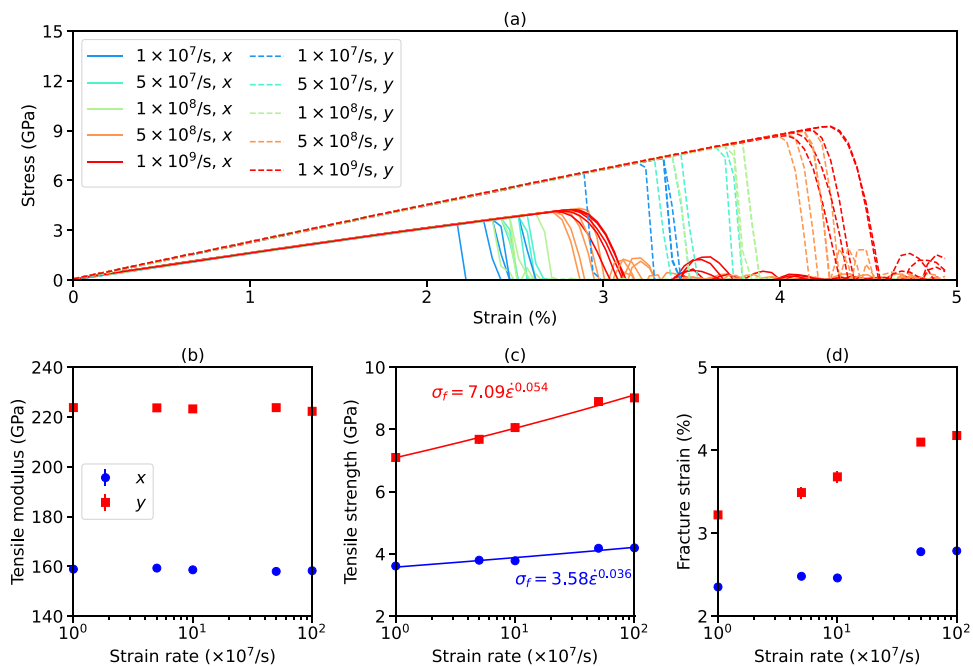 (a)
15
12
9
6
3
0
Stress (GPa)
1 × 10⁷/s, x
5 × 10⁷/s, x
1 × 10⁸/s, x
5 × 10⁸/s, x
1 × 10⁹/s, x
1 × 10⁷/s, y
5 × 10⁷/s, y
1 × 10⁸/s, y
5 × 10⁸/s, y
1 × 10⁹/s, y
0 1 2 3 4 5
Strain (%)
(b)
240
220
200
180
160
140
Tensile modulus (GPa)
x
y
10⁰ 10¹ 10²
Strain rate (×10⁷/s)
(c)
10
8
6
4
2
Tensile strength (GPa)
σf = 7.09ε̇^0.054
σf = 3.58ε̇^0.036
10⁰ 10¹ 10²
Strain rate (×10⁷/s)
(d)
5
4
3
2
Fracture strain (%)
10⁰ 10¹ 10²
Strain rate (×10⁷/s)